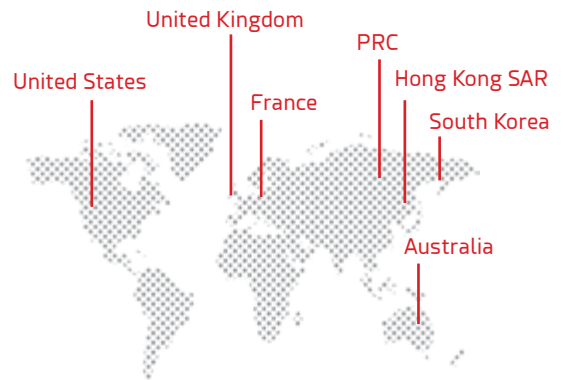 United Kingdom
PRC
United States
Hong Kong SAR
France
South Korea
Australia